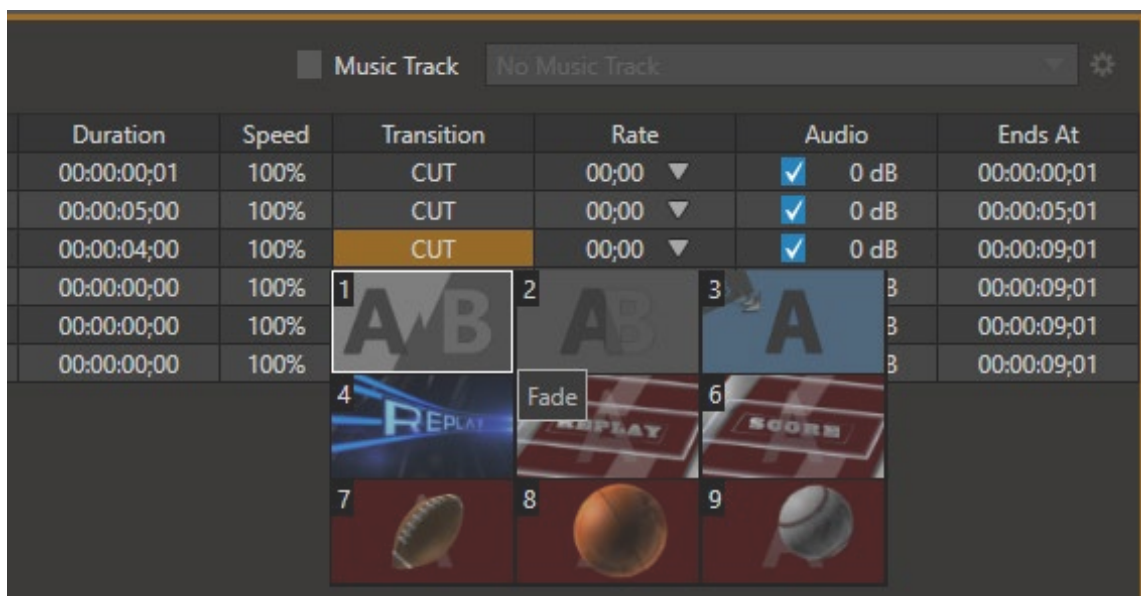 Music Track No Music Track
Duration Speed Transition Rate Audio Ends At
00:00:00;01 100% CUT 00;00 0 dB 00:00:00;01
00:00:05;00 100% CUT 00;00 0 dB 00:00:05;01
00:00:04;00 100% CUT 00;00 0 dB 00:00:09;01
00:00:00;00 100% B 00:00:09;01
00:00:00;00 100% B 00:00:09;01
00:00:00;00 100% B 00:00:09;01
1 A B 2 A B 3 A
4 REPLAY Fade REPLAY A 6 SCORE A
7 A 8 A 9 A